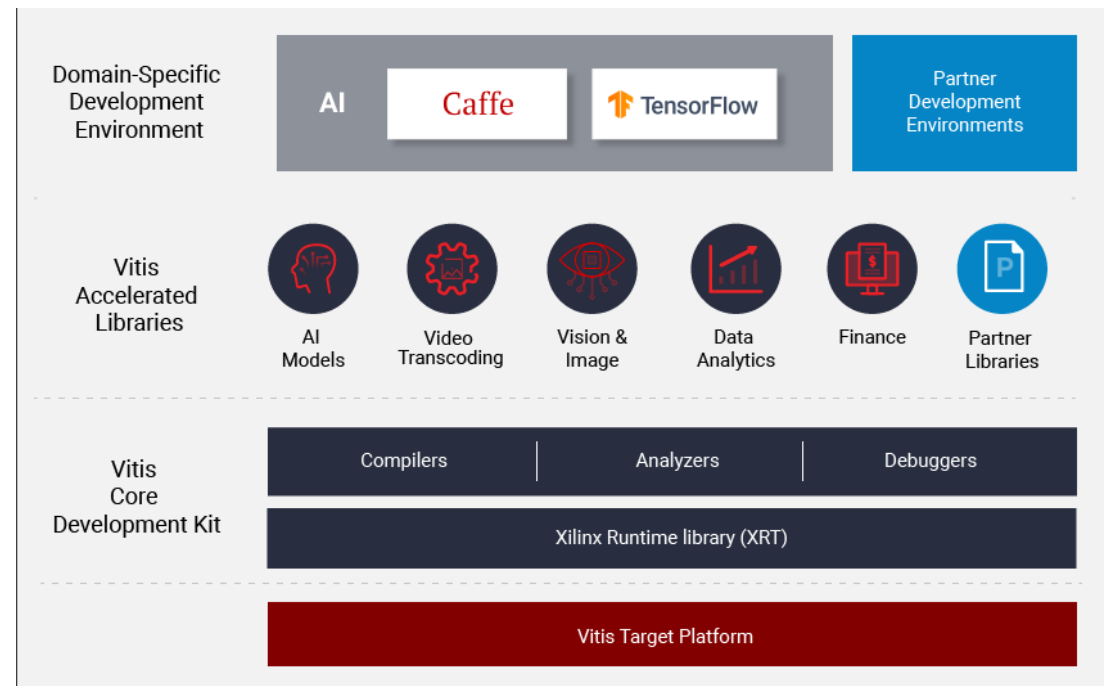 Domain-Specific
Development
Environment
AI
Caffe
TensorFlow
Partner
Development
Environments
Vitis
Accelerated
Libraries
AI
Models
Video
Transcoding
Vision &
Image
Data
Analytics
$
Finance
P
Partner
Libraries
Vitis
Core
Development Kit
Compilers
Analyzers
Debuggers
Xilinx Runtime library (XRT)
Vitis Target Platform